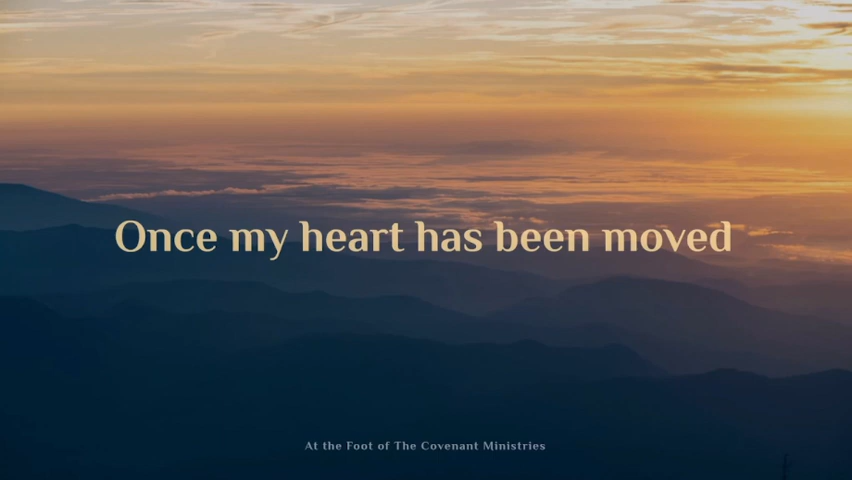 Once my heart has been moved
At the Foot of The Covenant Ministries